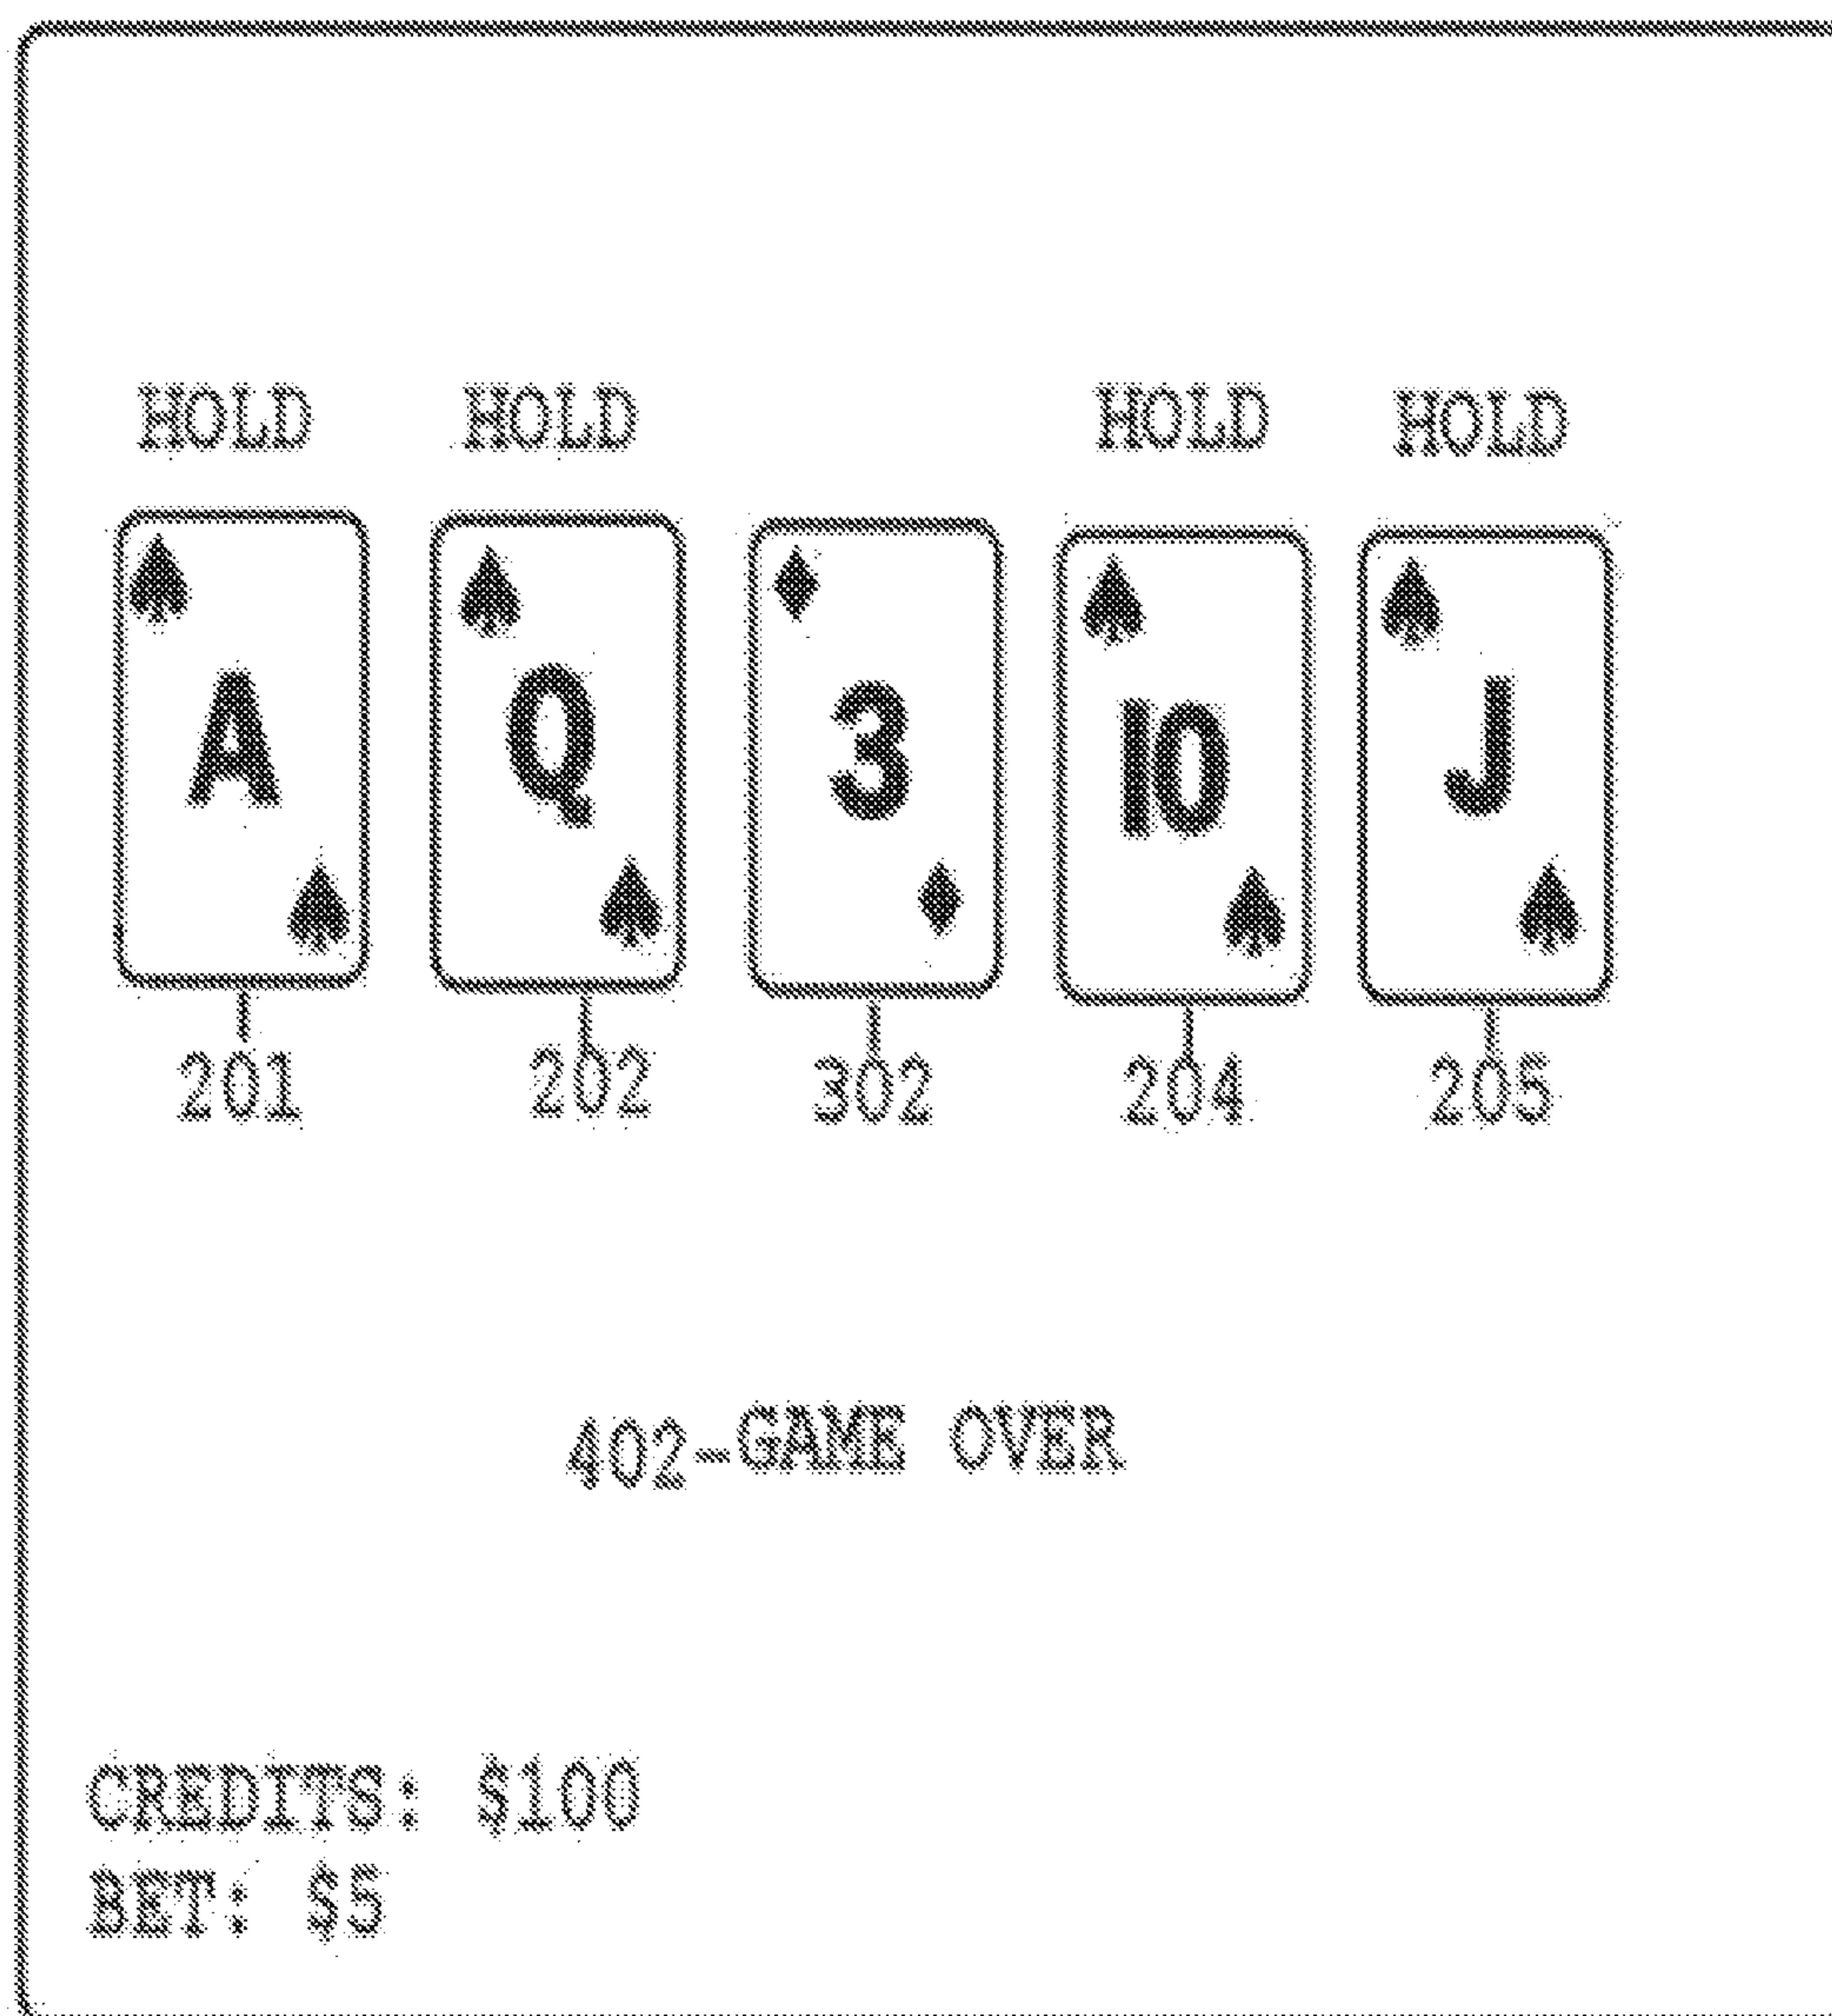 HOLD HOLD HOLD HOLD
A Q 3 10 J
201 202 302 204 205
402-GAME OVER
CREDITS: $100
BET: $5